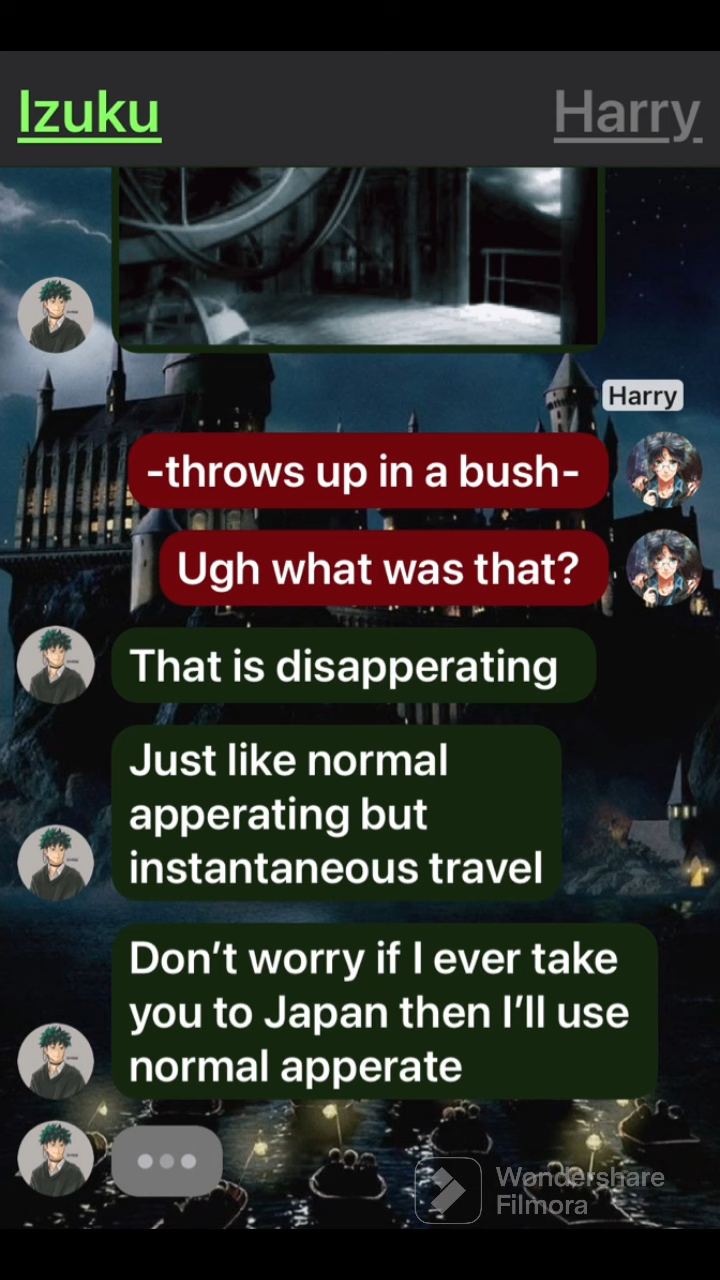 Izuku
Harry
Harry
-throws up in a bush-
Ugh what was that?
That is disapperating
Just like normal
apperating but
instantaneous travel
Don’t worry if I ever take
you to Japan then I’ll use
normal apperate
Wondershare
Filmora